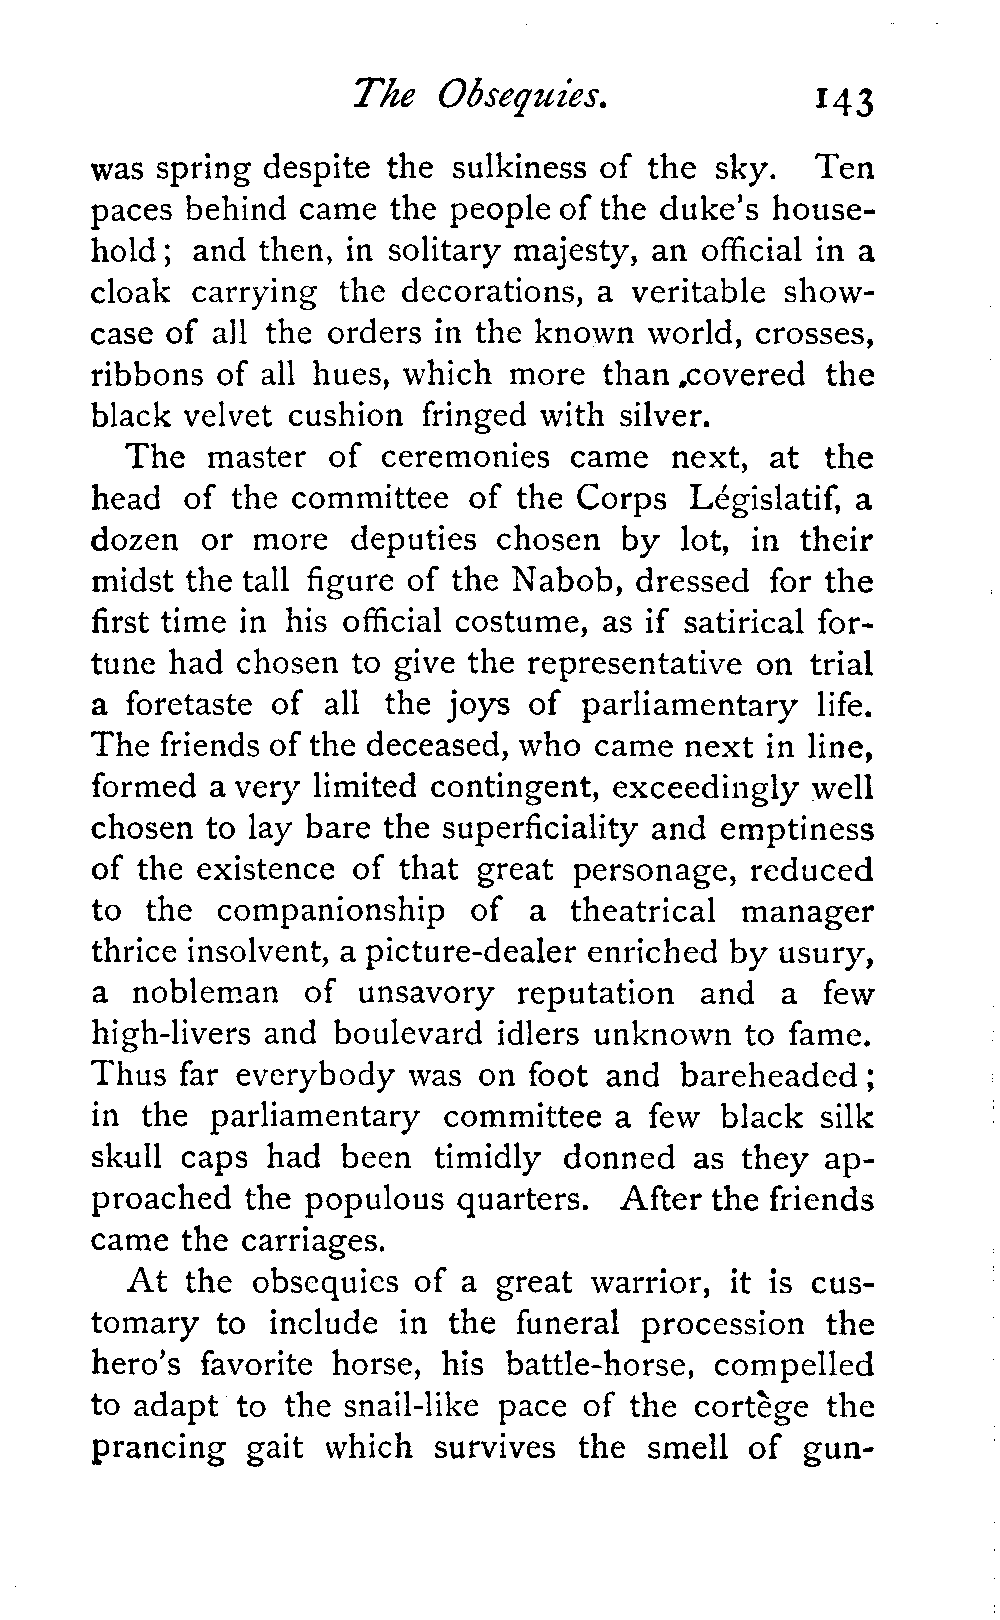 The Obsequies. 143
was spring despite the sulkiness of the sky. Ten
paces behind came the people of the duke's house-
hold; and then, in solitary majesty, an official in a
cloak carrying the decorations, a veritable show-
case of all the orders in the known world, crosses,
ribbons of all hues, which more than covered the
black velvet cushion fringed with silver.
The master of ceremonies came next, at the
head of the committee of the Corps Législatif, a
dozen or more deputies chosen by lot, in their
midst the tall figure of the Nabob, dressed for the
first time in his official costume, as if satirical for-
tune had chosen to give the representative on trial
a foretaste of all the joys of parliamentary life.
The friends of the deceased, who came next in line,
formed a very limited contingent, exceedingly well
chosen to lay bare the superficiality and emptiness
of the existence of that great personage, reduced
to the companionship of a theatrical manager
thrice insolvent, a picture-dealer enriched by usury,
a nobleman of unsavory reputation and a few
high-livers and boulevard idlers unknown to fame.
Thus far everybody was on foot and bareheaded;
in the parliamentary committee a few black silk
skull caps had been timidly donned as they ap-
proached the populous quarters. After the friends
came the carriages.
At the obsequies of a great warrior, it is cus-
tomary to include in the funeral procession the
hero's favorite horse, his battle-horse, compelled
to adapt to the snail-like pace of the cortège the
prancing gait which survives the smell of gun-